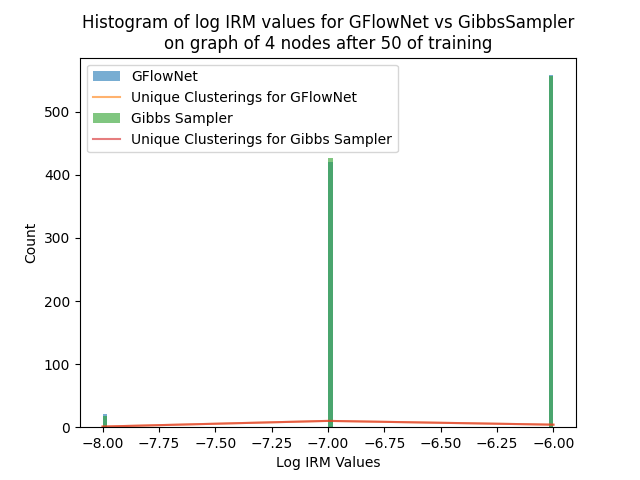 Histogram of log IRM values for GFlowNet vs GibbsSampler
on graph of 4 nodes after 50 of training
GFlowNet
Unique Clusterings for GFlowNet
Gibbs Sampler
Unique Clusterings for Gibbs Sampler
500
400
300
200
100
0
Count
−8.00 −7.75 −7.50 −7.25 −7.00 −6.75 −6.50 −6.25 −6.00
Log IRM Values